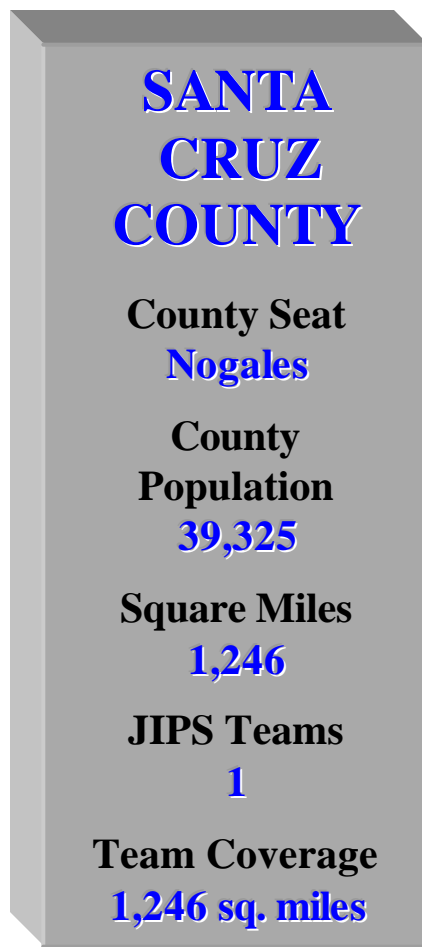 SANTA
CRUZ
COUNTY
County Seat
Nogales
County
Population
39,325
Square Miles
1,246
JIPS Teams
1
Team Coverage
1,246 sq. miles